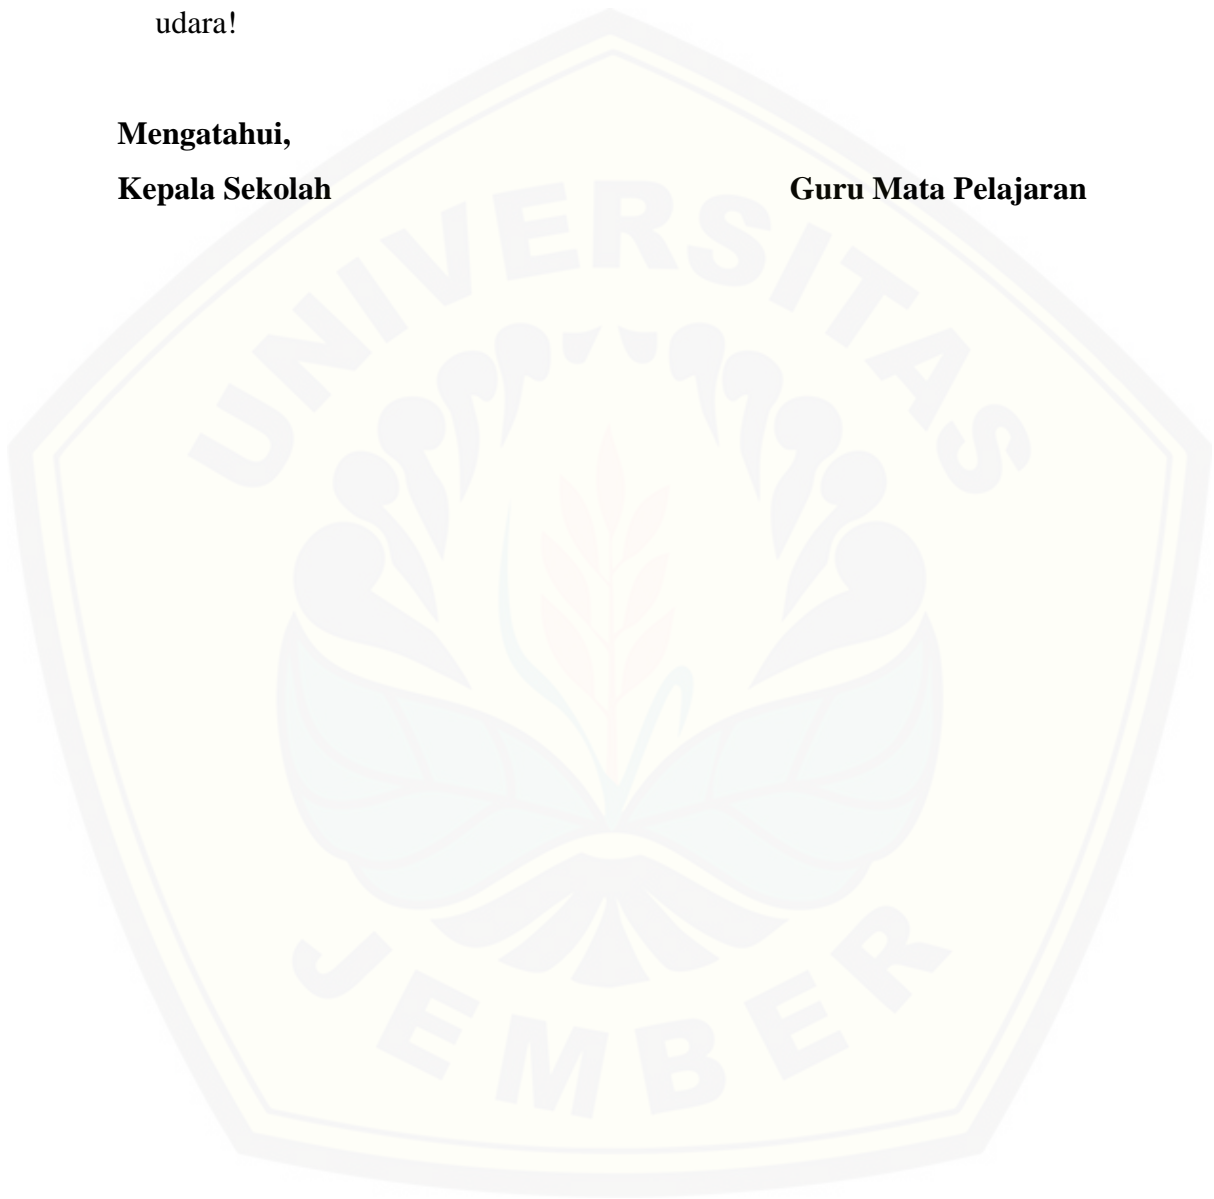 udara!
Mengatahui,
Kepala Sekolah Guru Mata Pelajaran
UNIVERSITAS
JEMBER